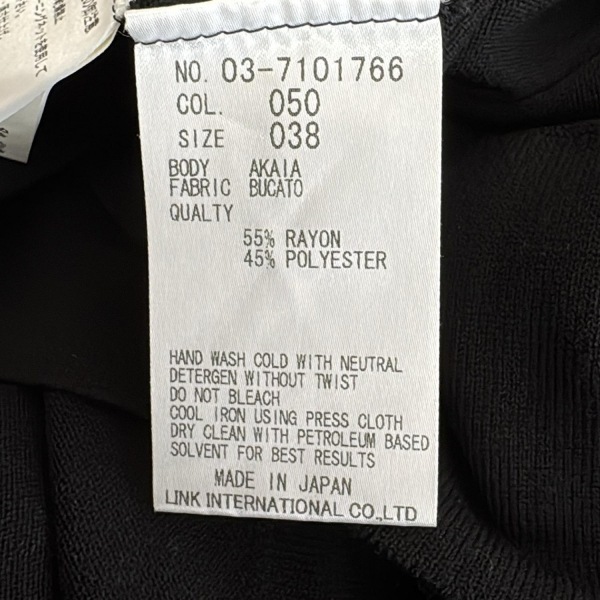 NO. 03-7101766
COL. 050
SIZE 038
BODY AKAIA
FABRIC BUCATO
QUALTY
55% RAYON
45% POLYESTER
HAND WASH COLD WITH NEUTRAL
DETERGEN WITHOUT TWIST
DO NOT BLEACH
COOL IRON USING PRESS CLOTH
DRY CLEAN WITH PETROLEUM BASED
SOLVENT FOR BEST RESULTS
MADE IN JAPAN
LINK INTERNATIONAL CO.,LTD